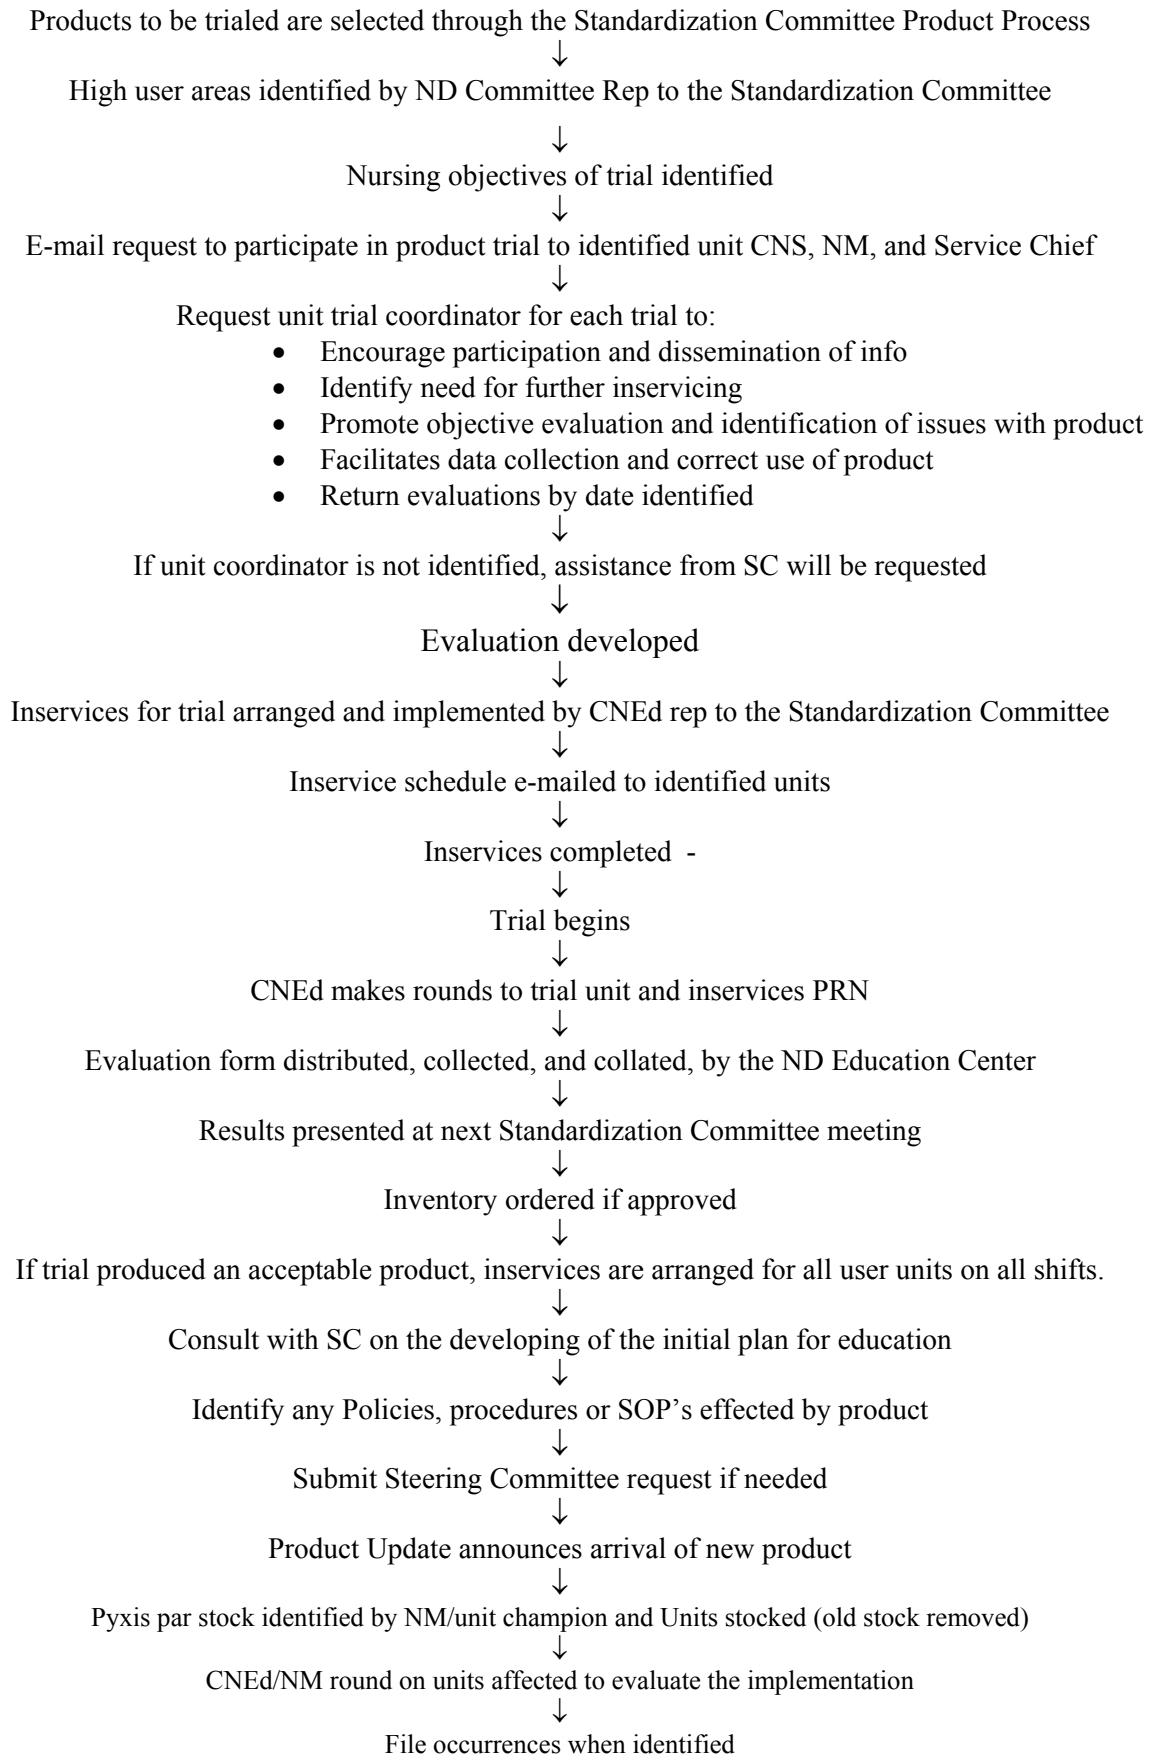 Products to be trialed are selected through the Standardization Committee Product Process
↓
High user areas identified by ND Committee Rep to the Standardization Committee
↓
Nursing objectives of trial identified
↓
E-mail request to participate in product trial to identified unit CNS, NM, and Service Chief
↓
Request unit trial coordinator for each trial to:
• Encourage participation and dissemination of info
• Identify need for further inservicing
• Promote objective evaluation and identification of issues with product
• Facilitates data collection and correct use of product
• Return evaluations by date identified
↓
If unit coordinator is not identified, assistance from SC will be requested
↓
Evaluation developed
↓
Inservices for trial arranged and implemented by CNEd rep to the Standardization Committee
↓
Inservice schedule e-mailed to identified units
↓
Inservices completed -
↓
Trial begins
↓
CNEd makes rounds to trial unit and inservices PRN
↓
Evaluation form distributed, collected, and collated, by the ND Education Center
↓
Results presented at next Standardization Committee meeting
↓
Inventory ordered if approved
↓
If trial produced an acceptable product, inservices are arranged for all user units on all shifts.
↓
Consult with SC on the developing of the initial plan for education
↓
Identify any Policies, procedures or SOP's effected by product
↓
Submit Steering Committee request if needed
↓
Product Update announces arrival of new product
↓
Pyxis par stock identified by NM/unit champion and Units stocked (old stock removed)
↓
CNEd/NM round on units affected to evaluate the implementation
↓
File occurrences when identified